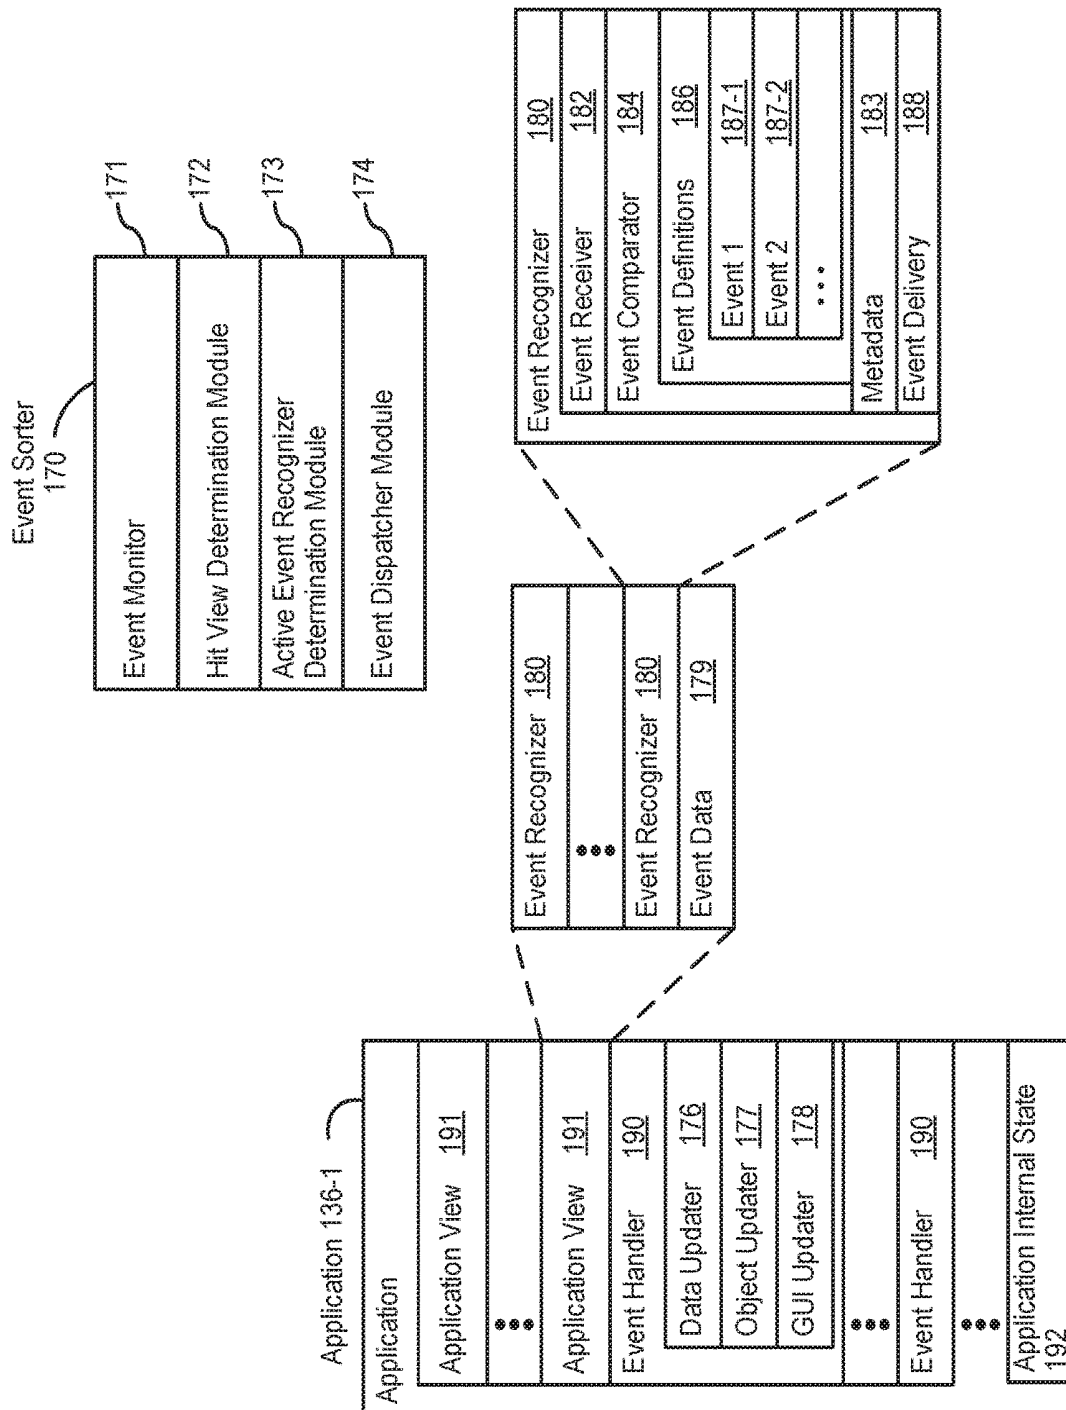 Event Sorter
170
Event Monitor
171
Hit View Determination Module
172
Active Event Recognizer
Determination Module
173
Event Dispatcher Module
174
Application 136-1
Application
Application View 191
•••
Application View 191
Event Handler 190
Data Updater 176
Object Updater 177
GUI Updater 178
•••
Event Handler 190
•••
Application Internal State
192
Event Recognizer 180
•••
Event Recognizer 180
Event Data 179
Event Recognizer 180
Event Receiver 182
Event Comparator 184
Event Definitions 186
Event 1 187-1
Event 2 187-2
•••
Metadata 183
Event Delivery 188